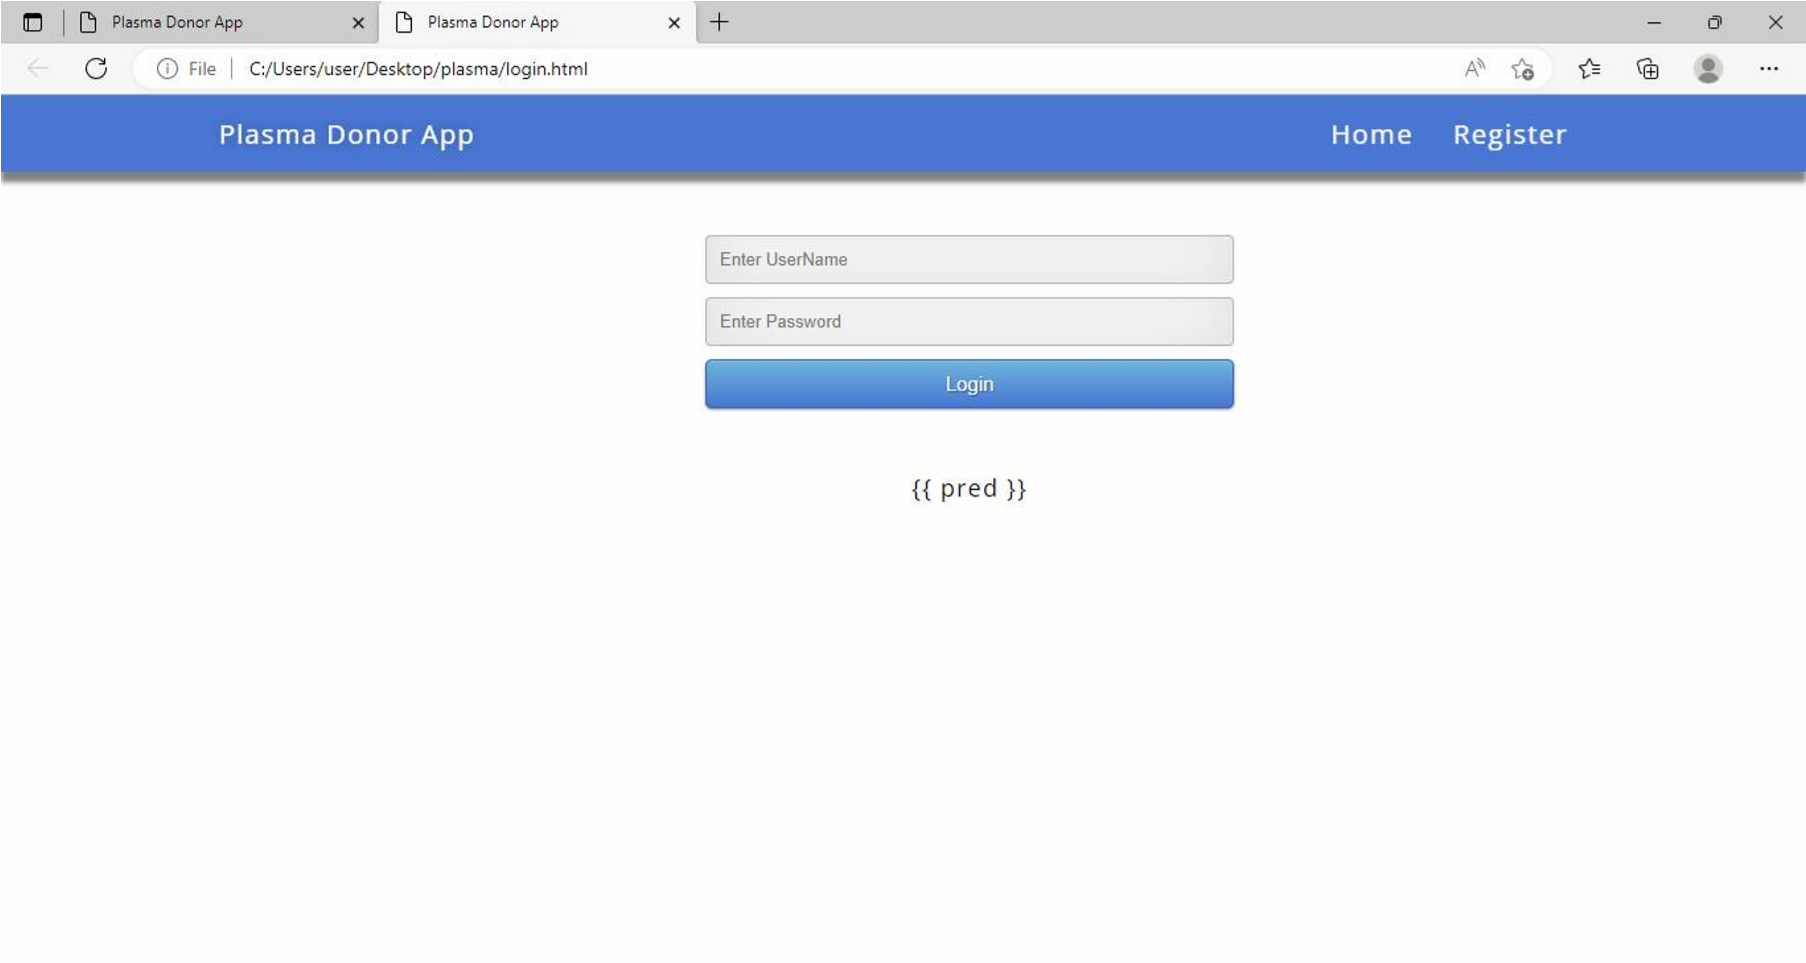 Plasma Donor App
Plasma Donor App
File
C:/Users/user/Desktop/plasma/login.html
Plasma Donor App
Home
Register
Enter UserName
Enter Password
Login
{{ pred }}